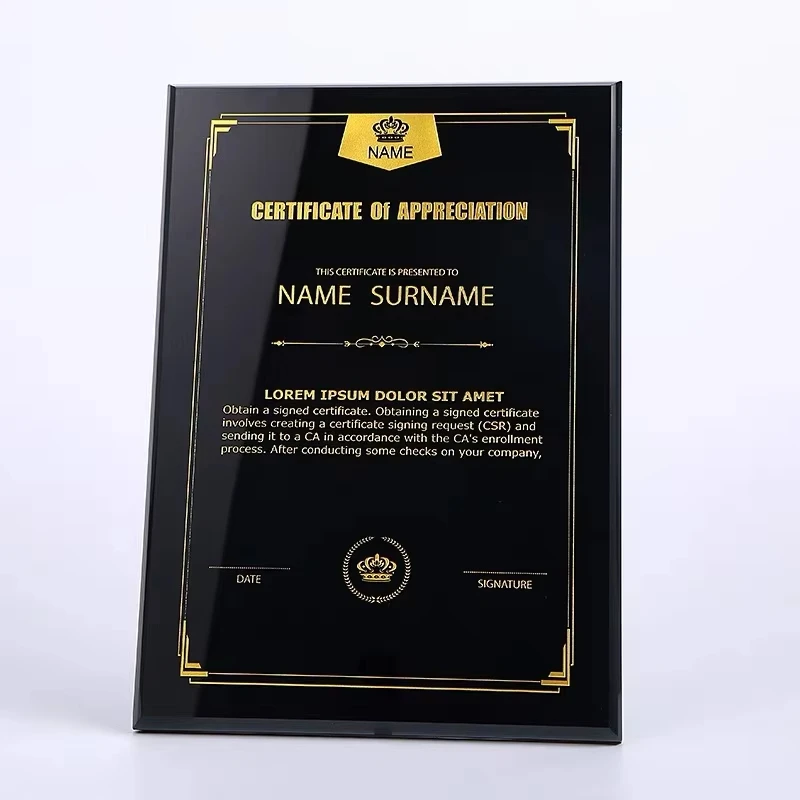 NAME
CERTIFICATE Of APPRECIATION
THIS CERTIFICATE IS PRESENTED TO
NAME SURNAME
LOREM IPSUM DOLOR SIT AMET
Obtain a signed certificate. Obtaining a signed certificate
involves creating a certificate signing request (CSR) and
sending it to a CA in accordance with the CA's enrollment
process. After conducting some checks on your company,
DATE
SIGNATURE